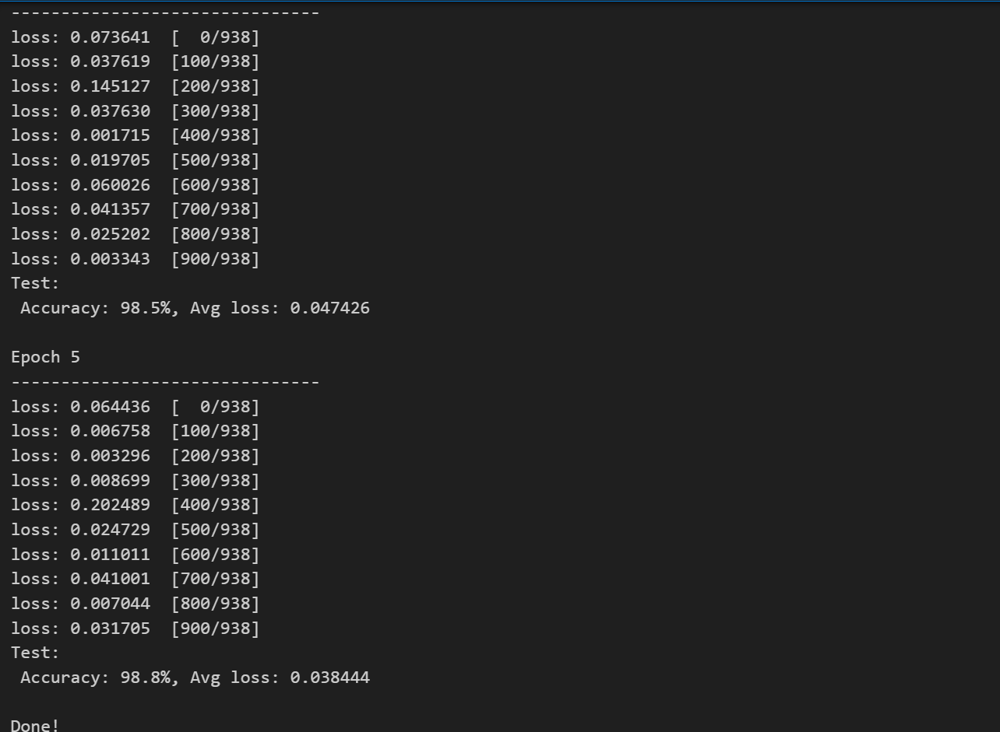 -------------------------------
loss: 0.073641  [  0/938]
loss: 0.037619  [100/938]
loss: 0.145127  [200/938]
loss: 0.037630  [300/938]
loss: 0.001715  [400/938]
loss: 0.019705  [500/938]
loss: 0.060026  [600/938]
loss: 0.041357  [700/938]
loss: 0.025202  [800/938]
loss: 0.003343  [900/938]
Test:
 Accuracy: 98.5%, Avg loss: 0.047426

Epoch 5
-------------------------------
loss: 0.064436  [  0/938]
loss: 0.006758  [100/938]
loss: 0.003296  [200/938]
loss: 0.008699  [300/938]
loss: 0.202489  [400/938]
loss: 0.024729  [500/938]
loss: 0.011011  [600/938]
loss: 0.041001  [700/938]
loss: 0.007044  [800/938]
loss: 0.031705  [900/938]
Test:
 Accuracy: 98.8%, Avg loss: 0.038444

Done!